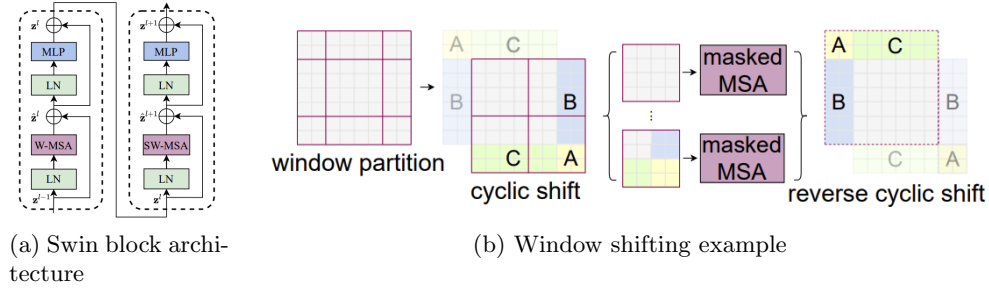 z^l z^{l+1}
MLP MLP
LN LN
ẑ^l ẑ^{l+1}
W-MSA SW-MSA
LN LN
z^{l-1} z^l
A C
B B
C A
window partition
cyclic shift
masked
MSA
⋮
masked
MSA
A C
B B
C A
reverse cyclic shift
(a) Swin block archi-
tecture
(b) Window shifting example